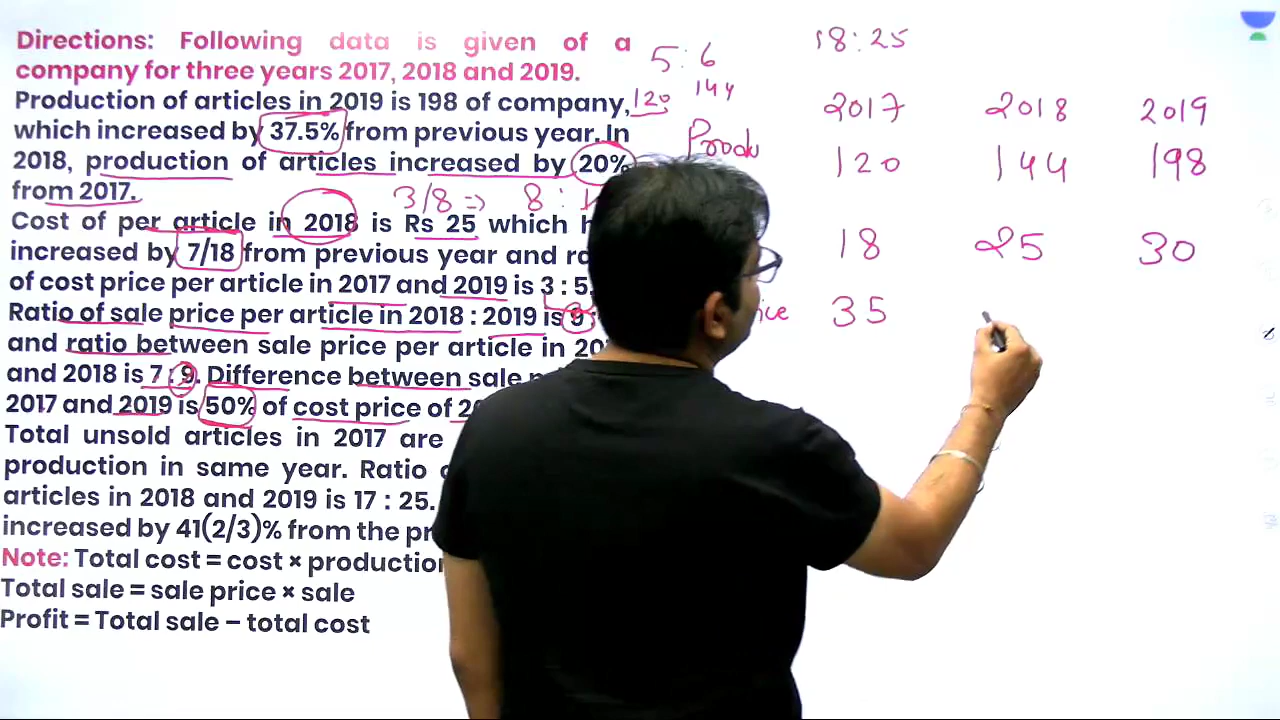 Directions: Following data is given of a
company for three years 2017, 2018 and 2019.
Production of articles in 2019 is 198 of company,
which increased by 37.5% from previous year. In
2018, production of articles increased by 20%
from 2017.
Cost of per article in 2018 is Rs 25 which
increased by 7/18 from previous year and
of cost price per article in 2017 and 2019 is 3 : 5.
Ratio of sale price per article in 2018 : 2019 is 9
and ratio between sale price per article in
and 2018 is 7 : 9. Difference between sale
2017 and 2019 is 50% of cost price of
Total unsold articles in 2017 are
production in same year. Ratio
articles in 2018 and 2019 is 17 : 25.
increased by 41(2/3)% from the
Note: Total cost = cost × production
Total sale = sale price × sale
Profit = Total sale – total cost
5:6
144
120
3/8 => 8 :
18:25
2017 2018 2019
Produ
120 144 198
18 25 30
35